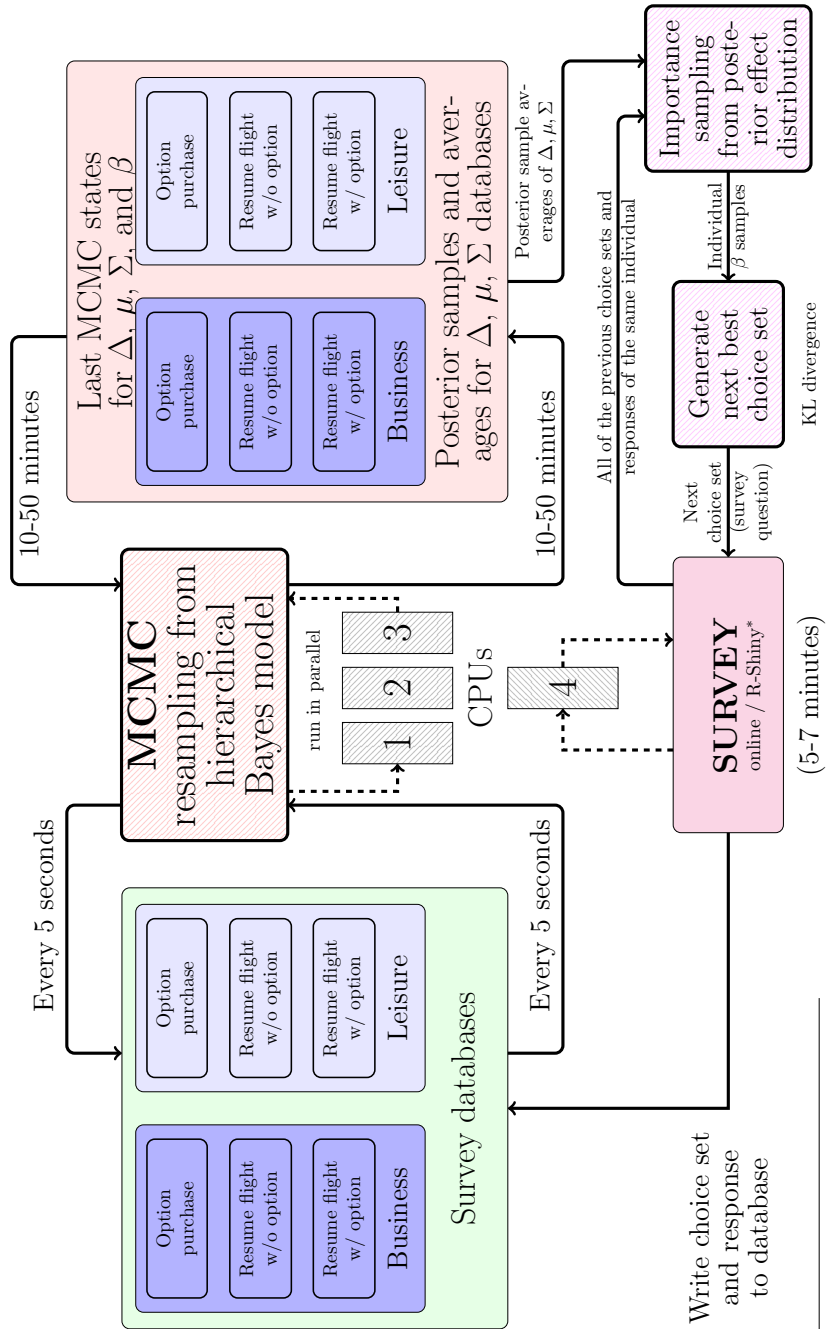 Every 5 seconds
Option
purchase
Resume flight
w/o option
Resume flight
w/ option
Business
Option
purchase
Resume flight
w/o option
Resume flight
w/ option
Leisure
Survey databases
Every 5 seconds
MCMC
resampling from
hierarchical
Bayes model
run in parallel
1
2
3
CPUs
4
10-50 minutes
Last MCMC states
for Δ, μ, Σ, and β
Option
purchase
Resume flight
w/o option
Resume flight
w/ option
Business
Option
purchase
Resume flight
w/o option
Resume flight
w/ option
Leisure
Posterior samples and aver-
ages for Δ, μ, Σ databases
10-50 minutes
Posterior sample av-
erages of Δ, μ, Σ
All of the previous choice sets and
responses of the same individual
Write choice set
and response
to database
SURVEY
online / R-Shiny*
(5-7 minutes)
Next
choice set
(survey
question)
Generate
next best
choice set
KL divergence
Individual
β samples
Importance
sampling
from poste-
rior effect
distribution